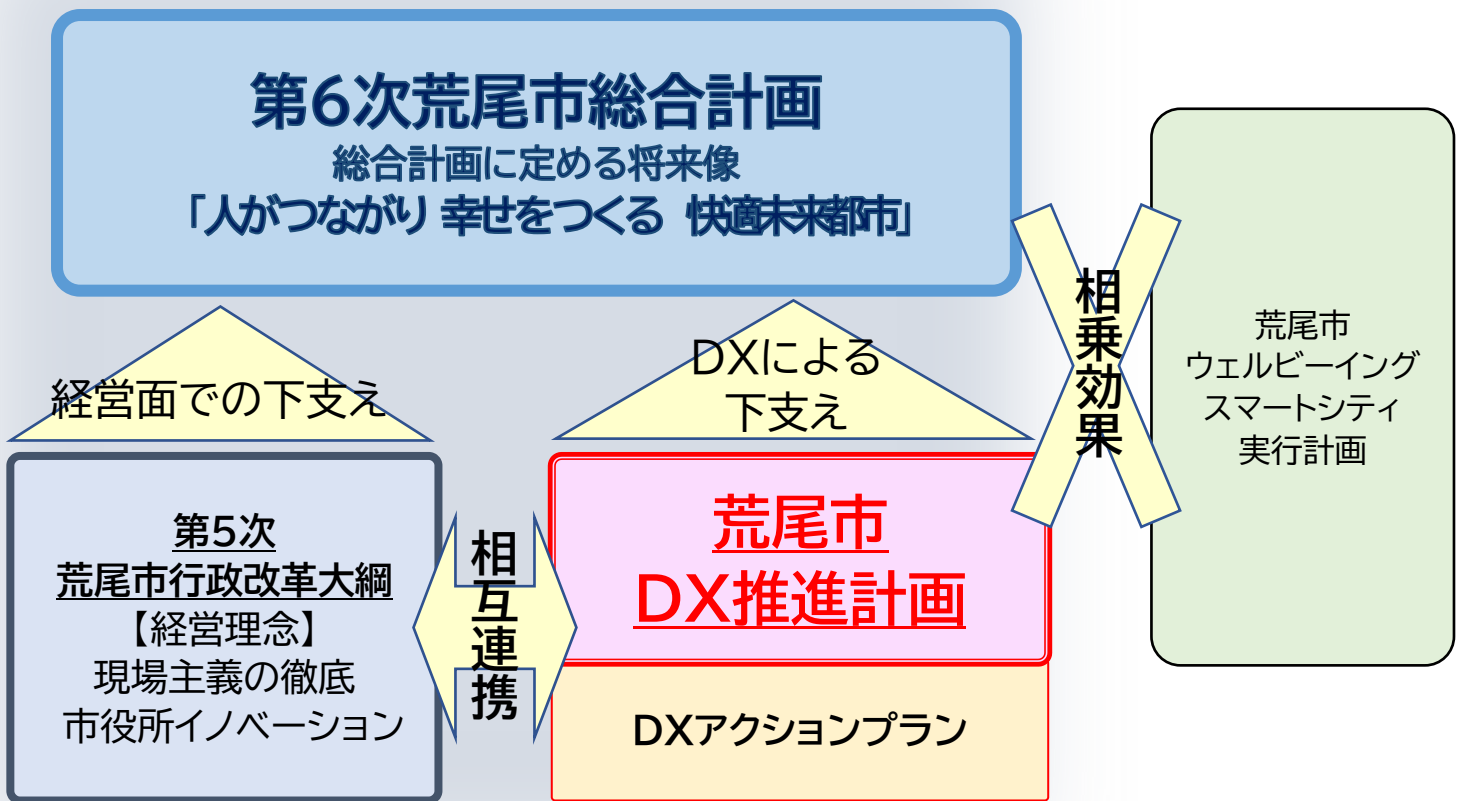 第6次荒尾市総合計画
総合計画に定める将来像
「人がつながり 幸せをつくる 快適未来都市」
経営面での下支え
DXによる
下支え
相乗効果
荒尾市
ウェルビーイング
スマートシティ
実行計画
第5次
荒尾市行政改革大綱
【経営理念】
現場主義の徹底
市役所イノベーション
相互連携
荒尾市
DX推進計画
DXアクションプラン